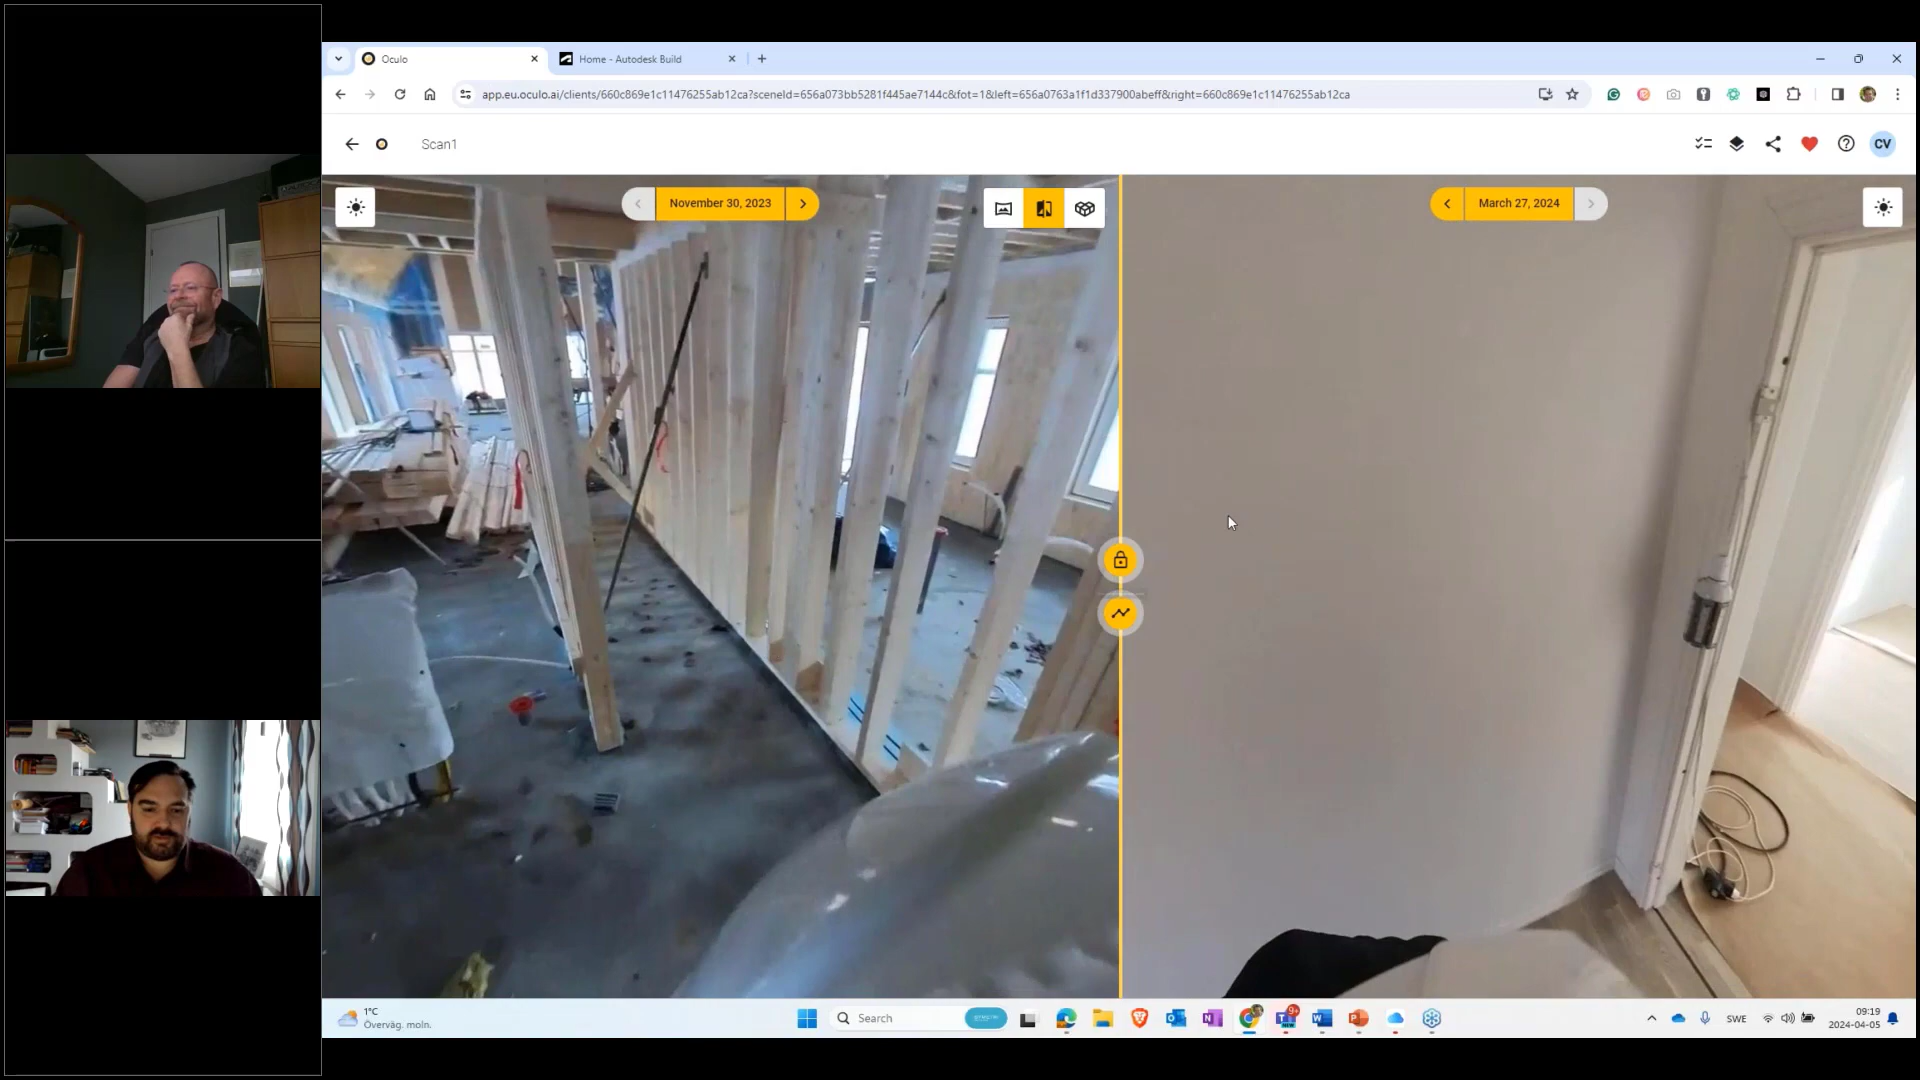 Oculo
Home - Autodesk Build
app.eu.oculo.ai/clients/660c869e1c11476255ab12ca?sceneId=656a073bb5281f445ae7144c&fot=1&left=656a0763a1f1d337900abeff&right=660c869e1c11476255ab12ca
Scan1
CV
November 30, 2023
March 27, 2024
1°C
Överväg. moln.
Search
9+
SWE
09:19
2024-04-05